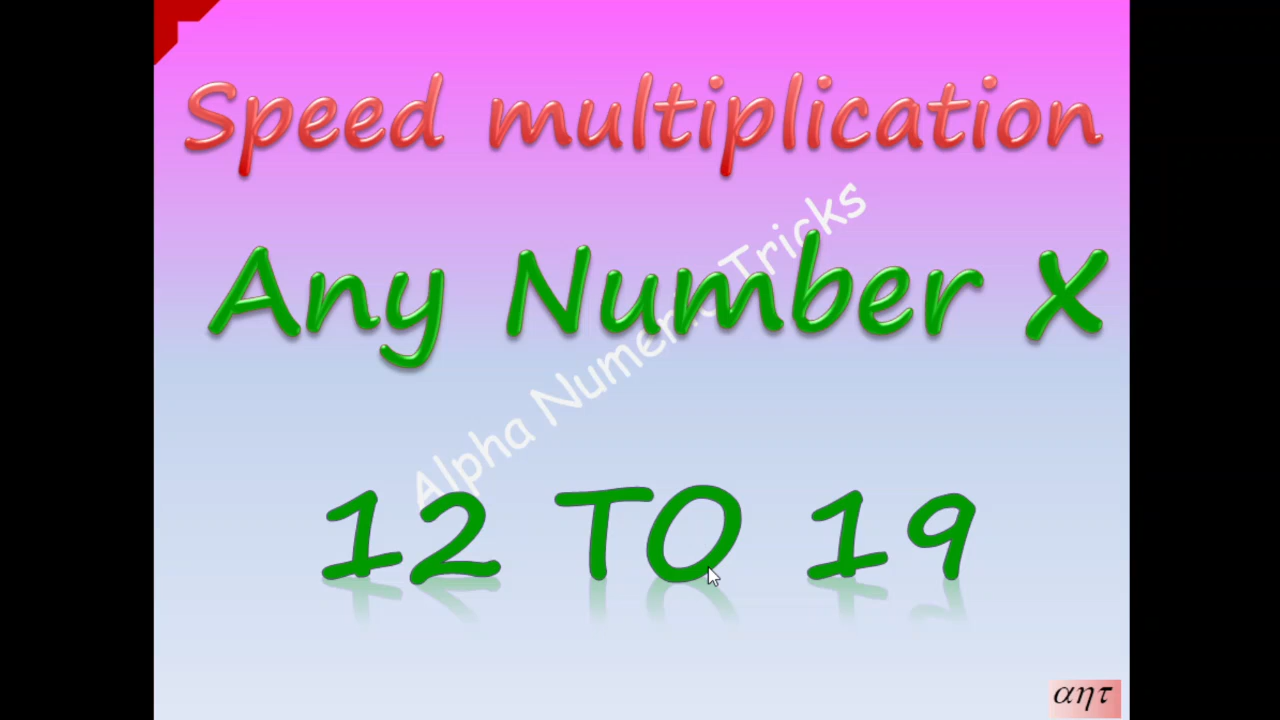 Speed multiplication
Any Number X
Alpha Numeric Tricks
12 TO 19
αητ